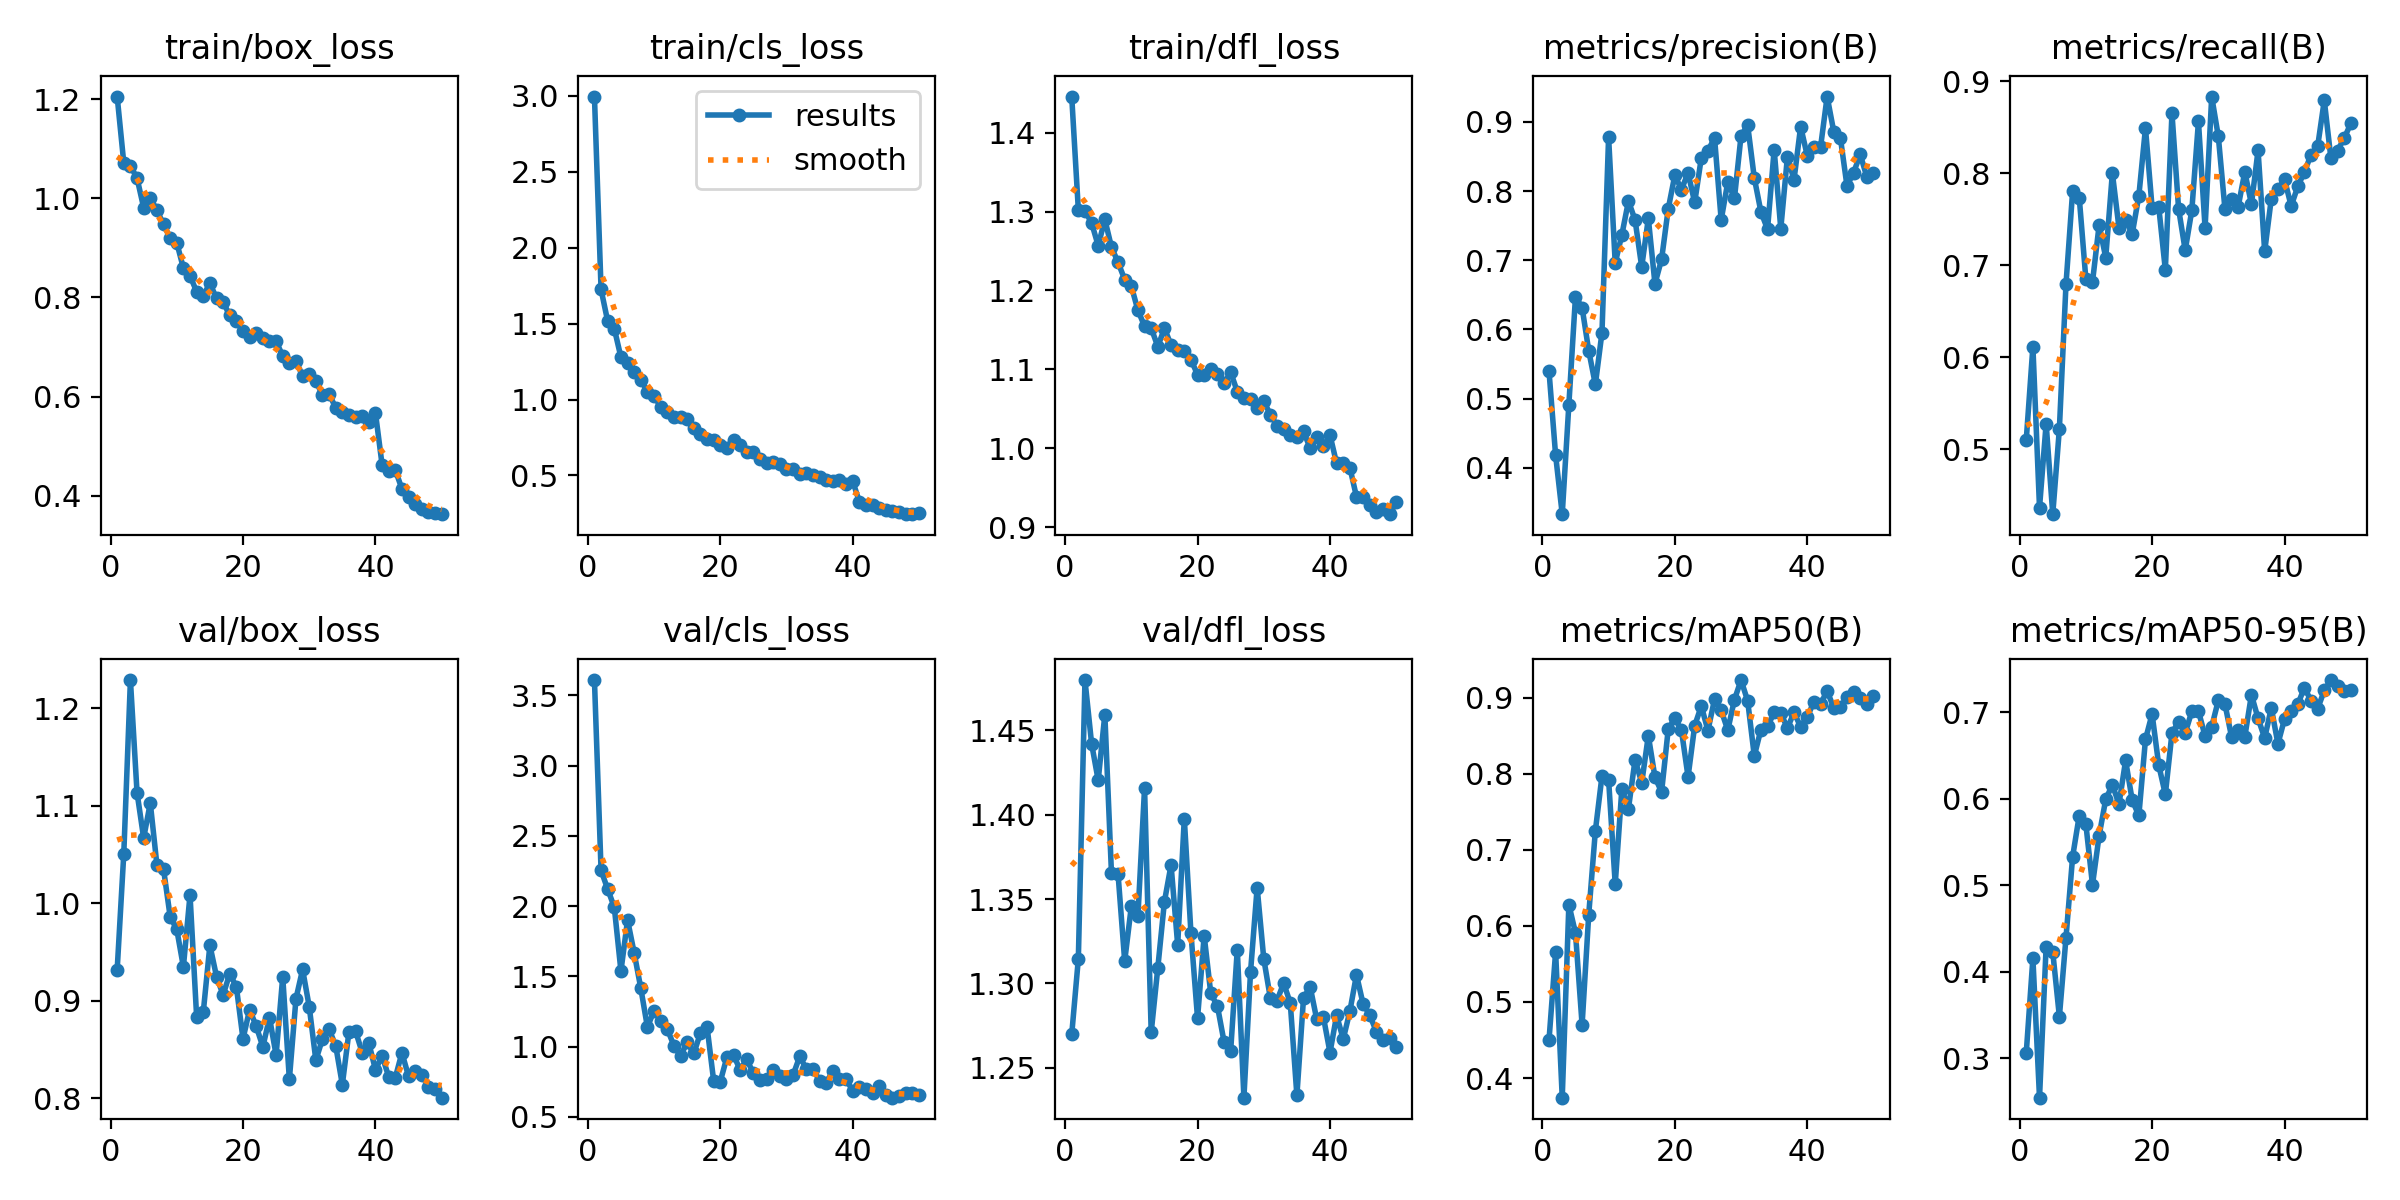 train/box_loss
1.2
1.0
0.8
0.6
0.4
0 20 40
train/cls_loss
3.0
2.5
2.0
1.5
1.0
0.5
results
smooth
0 20 40
train/dfl_loss
1.4
1.3
1.2
1.1
1.0
0.9
0 20 40
metrics/precision(B)
0.9
0.8
0.7
0.6
0.5
0.4
0 20 40
metrics/recall(B)
0.9
0.8
0.7
0.6
0.5
0 20 40
val/box_loss
1.2
1.1
1.0
0.9
0.8
0 20 40
val/cls_loss
3.5
3.0
2.5
2.0
1.5
1.0
0.5
0 20 40
val/dfl_loss
1.45
1.40
1.35
1.30
1.25
0 20 40
metrics/mAP50(B)
0.9
0.8
0.7
0.6
0.5
0.4
0 20 40
metrics/mAP50-95(B)
0.7
0.6
0.5
0.4
0.3
0 20 40